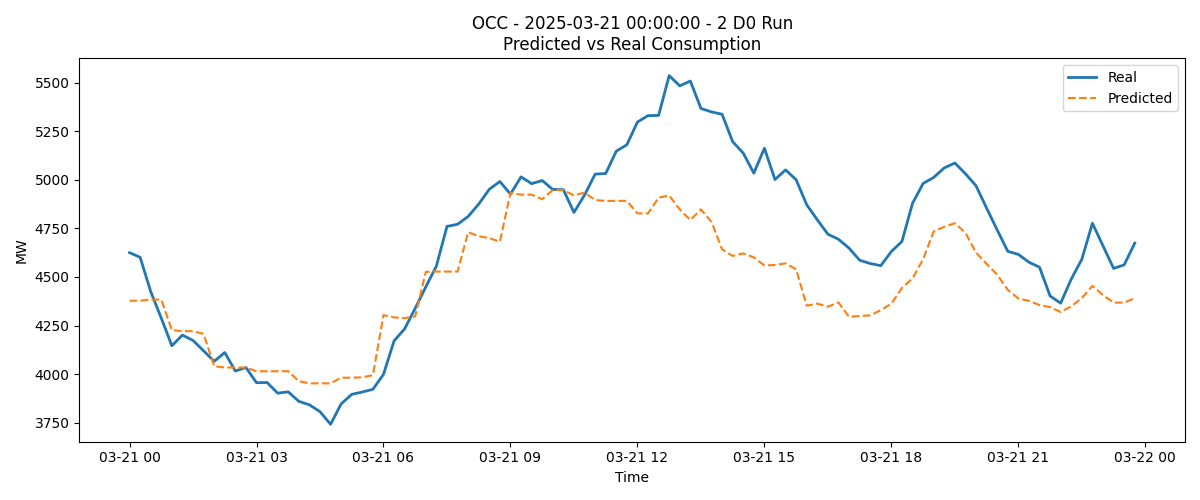 OCC - 2025-03-21 00:00:00 - 2 D0 Run
Predicted vs Real Consumption
Real
Predicted
MW
5500
5250
5000
4750
4500
4250
4000
3750
03-21 00
03-21 03
03-21 06
03-21 09
03-21 12
03-21 15
03-21 18
03-21 21
03-22 00
Time